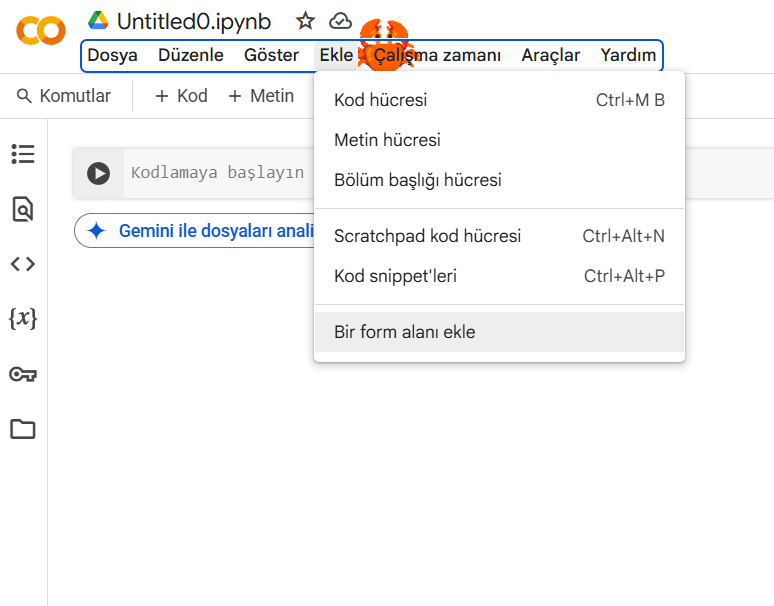 Untitled0.ipynb
Dosya Düzenle Göster Ekle Çalışma zamanı Araçlar Yardım
Komutlar + Kod + Metin
Kod hücresi Ctrl+M B
Metin hücresi
Kodlamaya başlayın
Bölüm başlığı hücresi
Gemini ile dosyaları anali
Scratchpad kod hücresi Ctrl+Alt+N
Kod snippet'leri Ctrl+Alt+P
{x}
Bir form alanı ekle